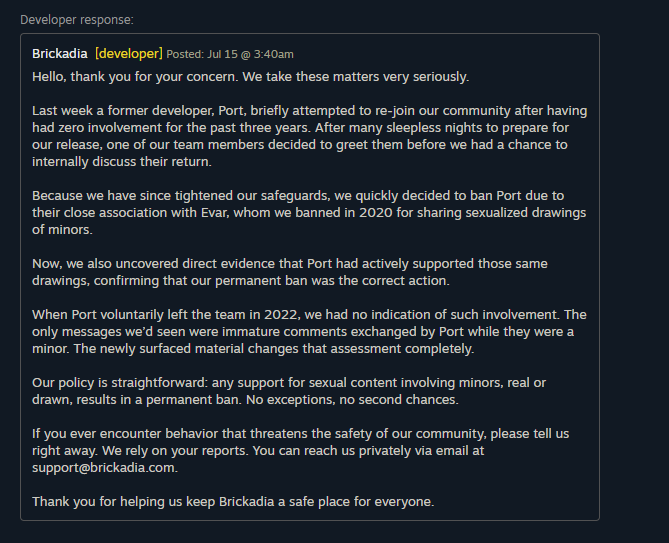 Developer response:
Brickadia [developer] Posted: Jul 15 @ 3:40am
Hello, thank you for your concern. We take these matters very seriously.
Last week a former developer, Port, briefly attempted to re-join our community after having
had zero involvement for the past three years. After many sleepless nights to prepare for
our release, one of our team members decided to greet them before we had a chance to
internally discuss their return.
Because we have since tightened our safeguards, we quickly decided to ban Port due to
their close association with Evar, whom we banned in 2020 for sharing sexualized drawings
of minors.
Now, we also uncovered direct evidence that Port had actively supported those same
drawings, confirming that our permanent ban was the correct action.
When Port voluntarily left the team in 2022, we had no indication of such involvement. The
only messages we'd seen were immature comments exchanged by Port while they were a
minor. The newly surfaced material changes that assessment completely.
Our policy is straightforward: any support for sexual content involving minors, real or
drawn, results in a permanent ban. No exceptions, no second chances.
If you ever encounter behavior that threatens the safety of our community, please tell us
right away. We rely on your reports. You can reach us privately via email at
support@brickadia.com.
Thank you for helping us keep Brickadia a safe place for everyone.